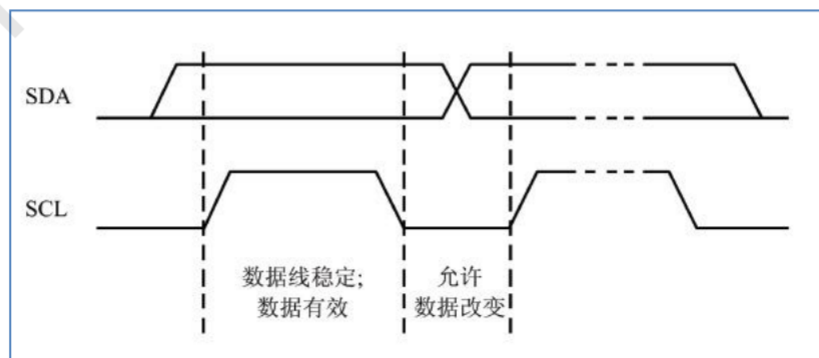 SDA
SCL
数据线稳定;
数据有效
允许
数据改变